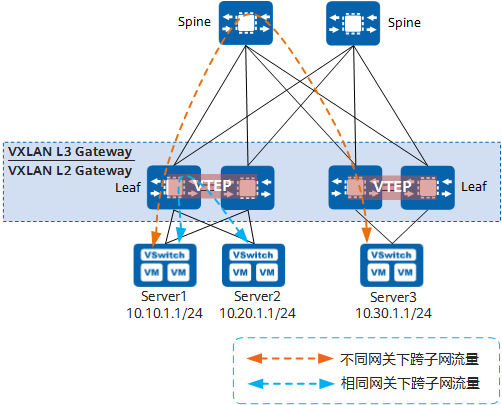 Spine
Spine
VXLAN L3 Gateway
VXLAN L2 Gateway
Leaf
VTEP
VTEP
Leaf
VSwitch
VM VM
VSwitch
VM VM
VSwitch
VM VM
Server1
10.10.1.1/24
Server2
10.20.1.1/24
Server3
10.30.1.1/24
不同网关下跨子网流量
相同网关下跨子网流量